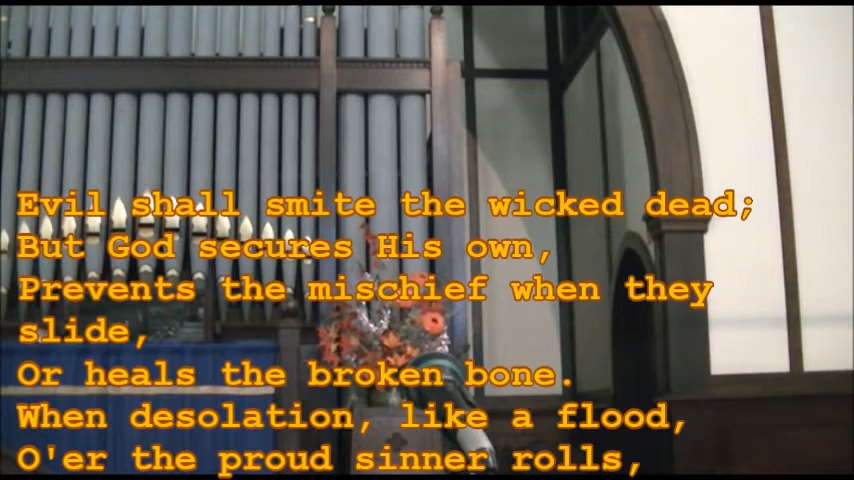 Evil shall smite the wicked dead;
But God secures His own,
Prevents the mischief when they
slide,
Or heals the broken bone.
When desolation, like a flood,
O'er the proud sinner rolls,